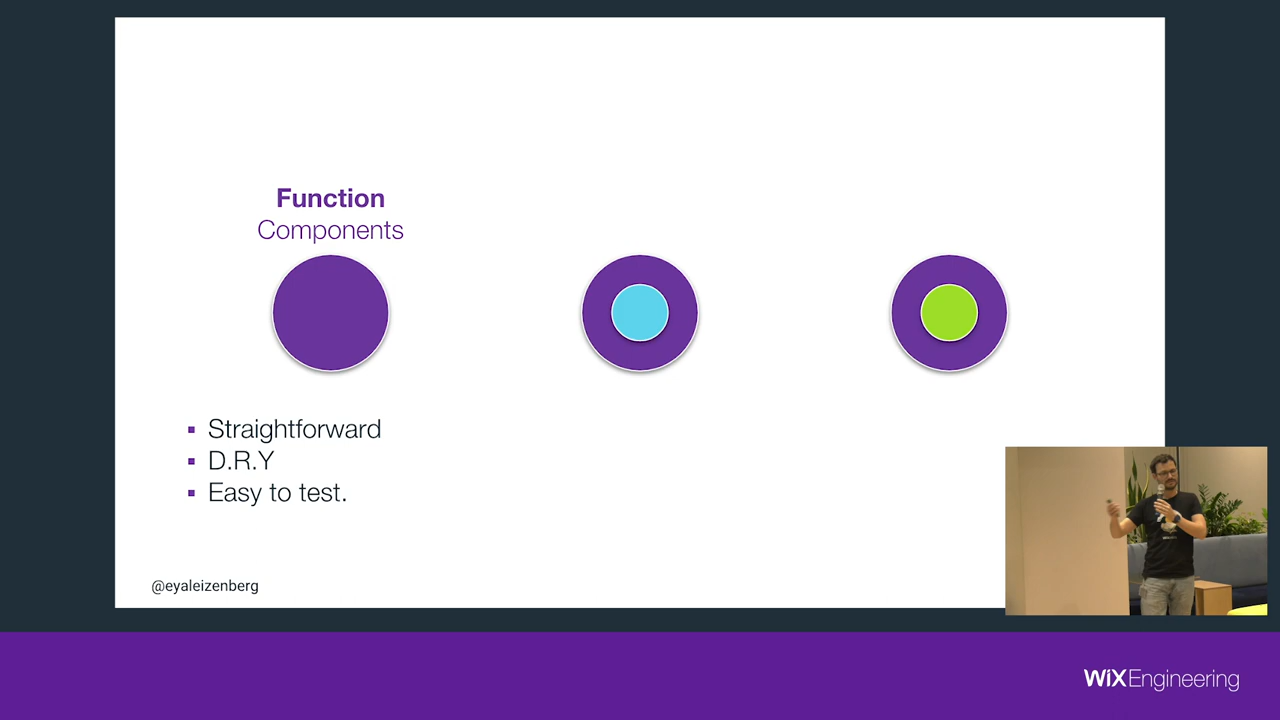 Function
Components
Straightforward
D.R.Y
Easy to test.
@eyaleizenberg
WiXEngineering